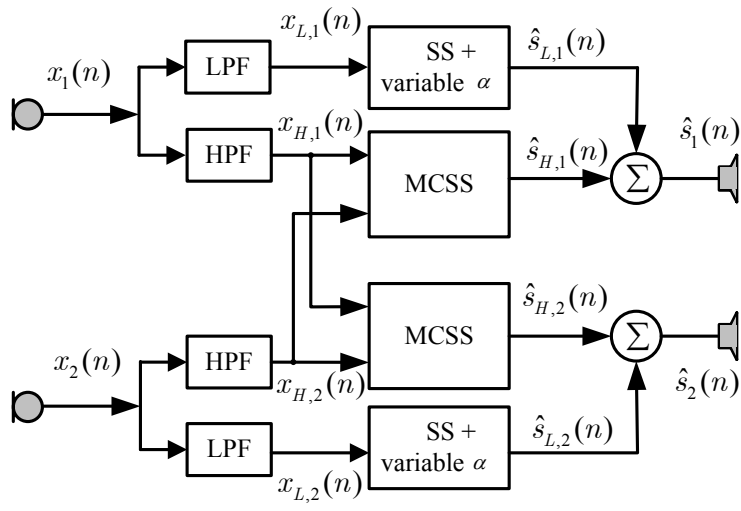 x_{L,1}(n)
ŝ_{L,1}(n)
x_1(n)
LPF
SS +
variable α
x_{H,1}(n)
ŝ_1(n)
HPF
MCSS
ŝ_{H,1}(n)
Σ
ŝ_{H,2}(n)
x_2(n)
HPF
MCSS
Σ
x_{H,2}(n)
ŝ_2(n)
LPF
SS +
variable α
ŝ_{L,2}(n)
x_{L,2}(n)